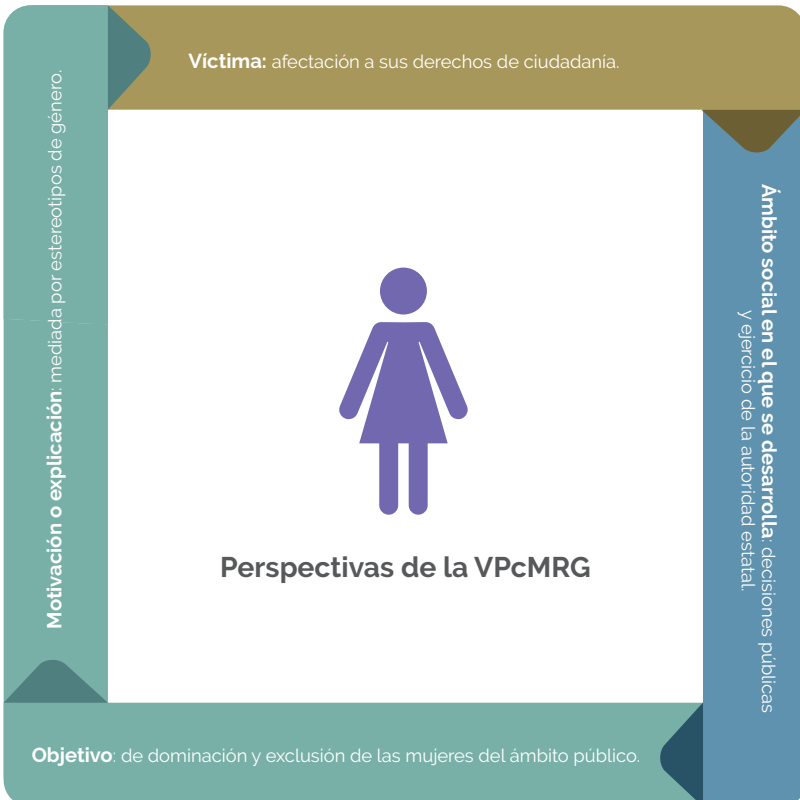 Víctima: afectación a sus derechos de ciudadanía.
Ámbito social en el que se desarrolla: decisiones públicas
y ejercicio de la autoridad estatal.
Objetivo: de dominación y exclusión de las mujeres del ámbito público.
Motivación o explicación: mediada por estereotipos de género.
Perspectivas de la VPcMRG